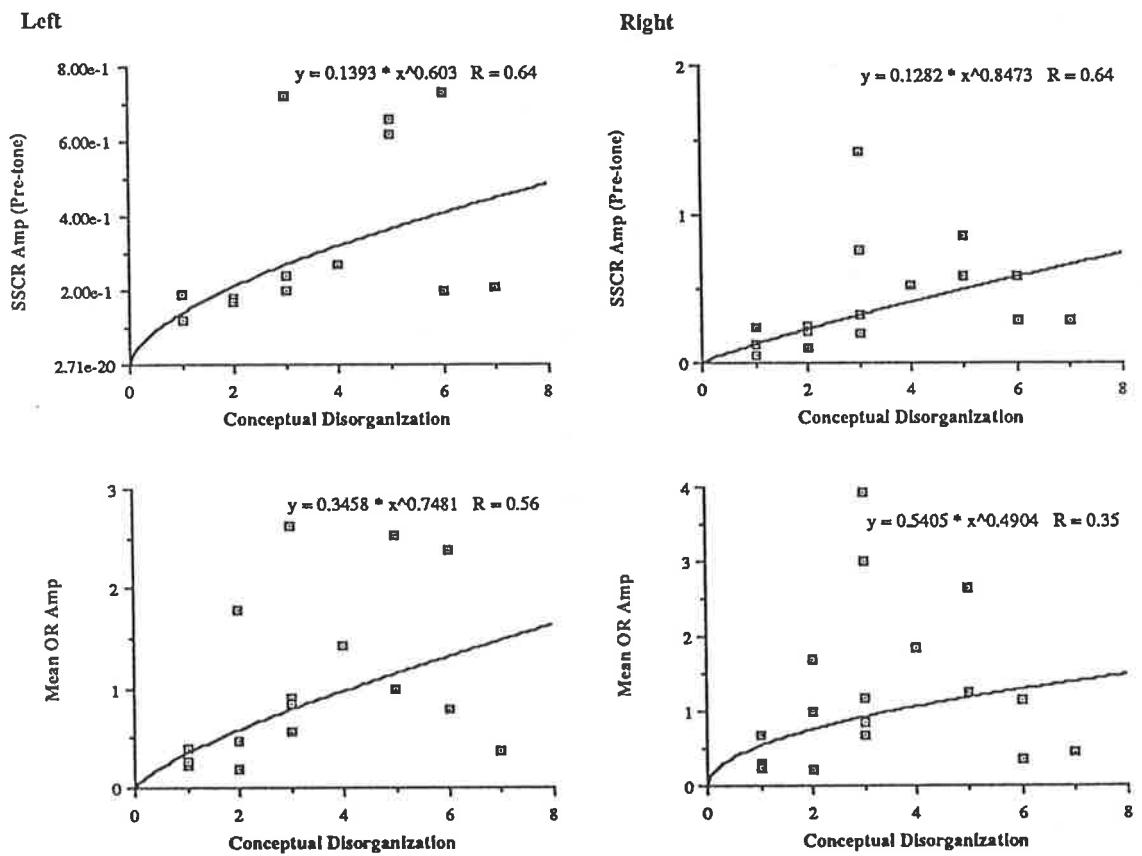 Left
y = 0.1393 * x^0.603 R = 0.64
8.00e-1
6.00e-1
4.00e-1
2.00e-1
2.71e-20
SSCR Amp (Pre-tone)
0 2 4 6 8
Conceptual Disorganization
Right
y = 0.1282 * x^0.8473 R = 0.64
2
1
0
SSCR Amp (Pre-tone)
0 2 4 6 8
Conceptual Disorganization
y = 0.3458 * x^0.7481 R = 0.56
3
2
1
0
Mean OR Amp
0 2 4 6 8
Conceptual Disorganization
y = 0.5405 * x^0.4904 R = 0.35
4
3
2
1
0
Mean OR Amp
0 2 4 6 8
Conceptual Disorganization